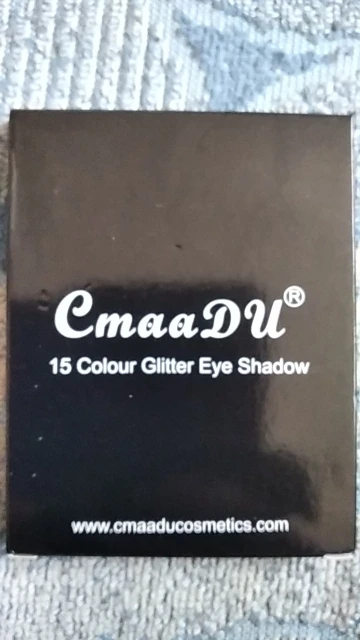 CmaaDU®
15 Colour Glitter Eye Shadow
www.cmaaducosmetics.com